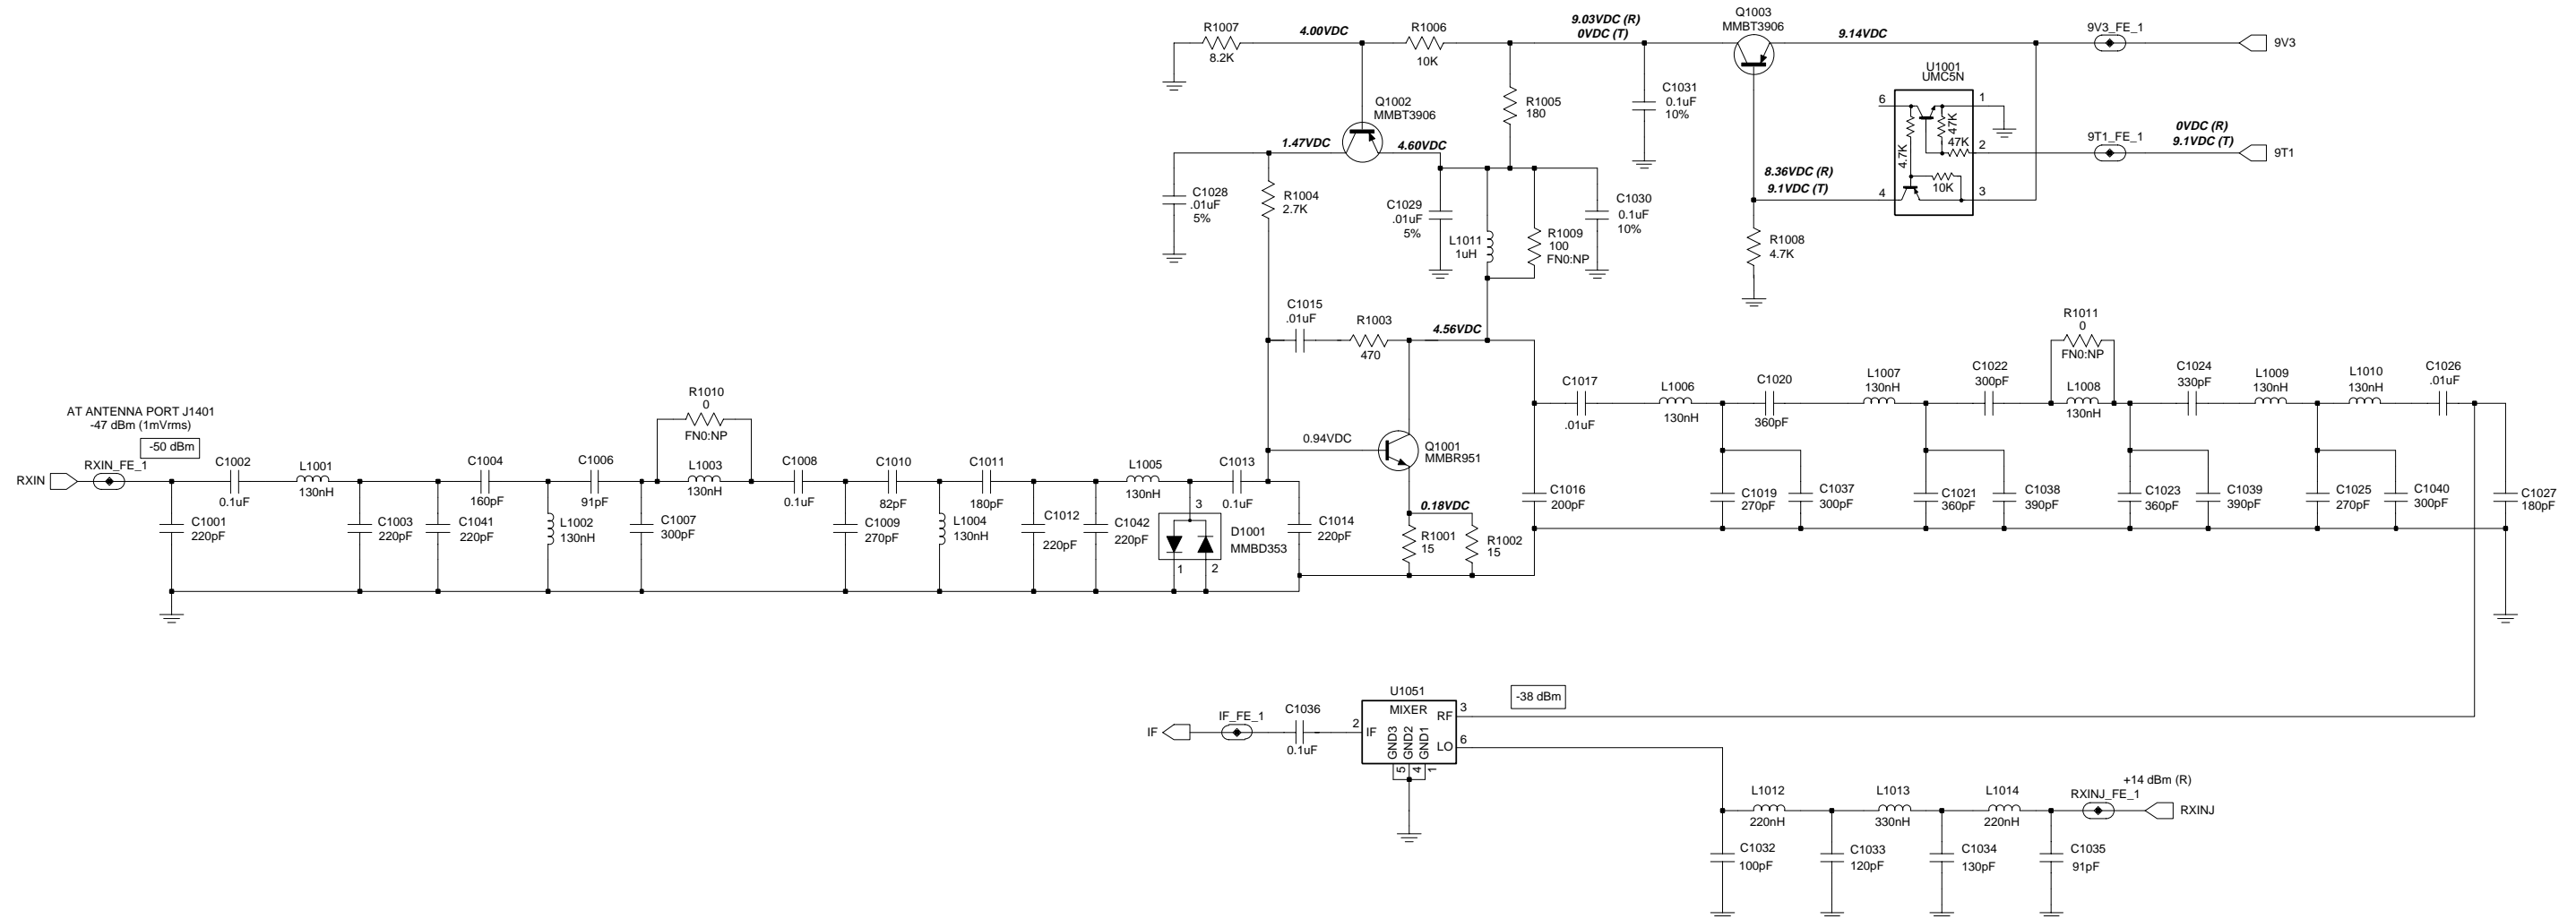 R1007
8.2K
4.00VDC
R1006
10K
9.03VDC (R)
0VDC (T)
Q1003
MMBT3906
9.14VDC
9V3_FE_1
9V3
U1001
UMC5N
6
1
47K
47K
4.7K
2
10K
4
3
9T1_FE_1
0VDC (R)
9.1VDC (T)
9T1
Q1002
MMBT3906
R1005
180
C1031
0.1uF
10%
1.47VDC
4.60VDC
8.36VDC (R)
9.1VDC (T)
C1028
.01uF
5%
R1004
2.7K
C1029
.01uF
5%
L1011
1uH
R1009
100
FN0:NP
C1030
0.1uF
10%
R1008
4.7K
C1015
.01uF
R1003
470
4.56VDC
R1011
0
FN0:NP
C1017
.01uF
L1006
130nH
C1020
360pF
L1007
130nH
C1022
300pF
L1008
130nH
C1024
330pF
L1009
130nH
L1010
130nH
C1026
.01uF
AT ANTENNA PORT J1401
-47 dBm (1mVrms)
-50 dBm
R1010
0
FN0:NP
0.94VDC
Q1001
MMBR951
RXIN
RXIN_FE_1
C1002
0.1uF
L1001
130nH
C1004
160pF
C1006
91pF
L1003
130nH
C1008
0.1uF
C1010
82pF
C1011
180pF
L1005
130nH
C1013
0.1uF
C1001
220pF
C1003
220pF
C1041
220pF
L1002
130nH
C1007
300pF
C1009
270pF
L1004
130nH
C1012
220pF
C1042
220pF
3
D1001
MMBD353
1
2
C1014
220pF
0.18VDC
R1001
15
R1002
15
C1016
200pF
C1019
270pF
C1037
300pF
C1021
360pF
C1038
390pF
C1023
360pF
C1039
390pF
C1025
270pF
C1040
300pF
C1027
180pF
IF
IF_FE_1
C1036
0.1uF
U1051
MIXER
2
IF
RF
3
LO
6
GND3
GND2
GND1
5
4
1
-38 dBm
L1012
220nH
L1013
330nH
L1014
220nH
+14 dBm (R)
RXINJ_FE_1
RXINJ
C1032
100pF
C1033
120pF
C1034
130pF
C1035
91pF